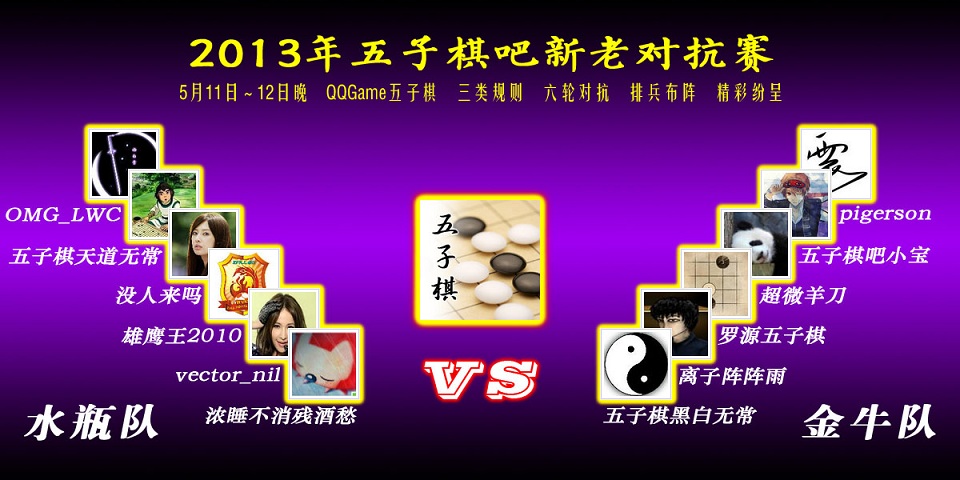 2013年五子棋吧新老对抗赛
5月11日~12日晚 QQGame五子棋 三类规则 六轮对抗 排兵布阵 精彩纷呈
OMG_LWC
五子棋天道无常
没人来吗
雄鹰王2010
vector_nil
浓睡不消残酒愁
水瓶队
五子棋
VS
pigerson
五子棋吧小宝
超微羊刀
罗源五子棋
离子阵阵雨
五子棋黑白无常
金牛队